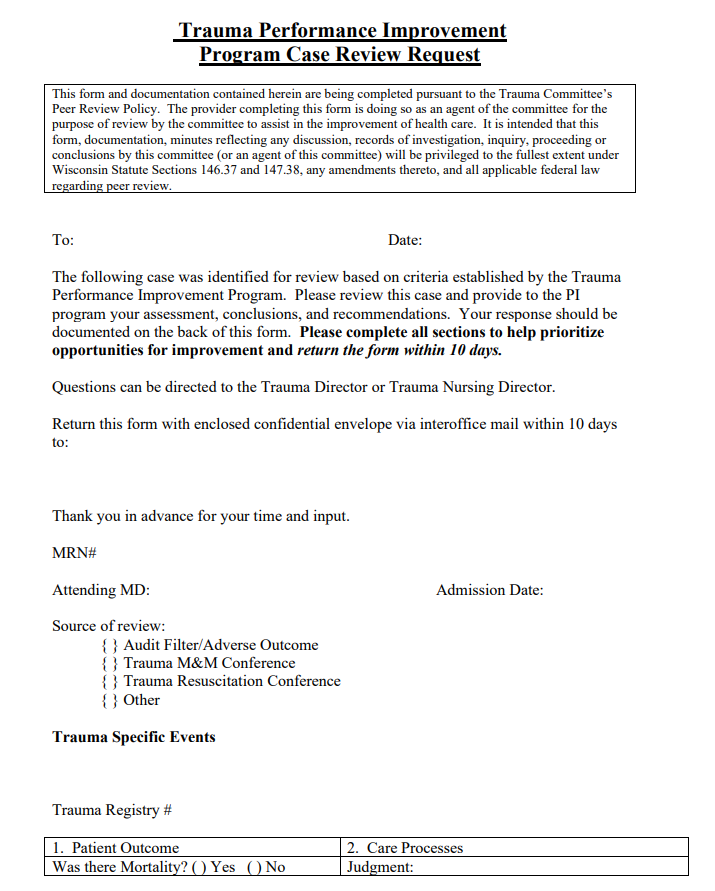 Trauma Performance Improvement
Program Case Review Request
This form and documentation contained herein are being completed pursuant to the Trauma Committee's
Peer Review Policy.  The provider completing this form is doing so as an agent of the committee for the
purpose of review by the committee to assist in the improvement of health care.  It is intended that this
form, documentation, minutes reflecting any discussion, records of investigation, inquiry, proceeding or
conclusions by this committee (or an agent of this committee) will be privileged to the fullest extent under
Wisconsin Statute Sections 146.37 and 147.38, any amendments thereto, and all applicable federal law
regarding peer review.
To: Date:
The following case was identified for review based on criteria established by the Trauma
Performance Improvement Program.  Please review this case and provide to the PI
program your assessment, conclusions, and recommendations.  Your response should be
documented on the back of this form.  Please complete all sections to help prioritize
opportunities for improvement and return the form within 10 days.
Questions can be directed to the Trauma Director or Trauma Nursing Director.
Return this form with enclosed confidential envelope via interoffice mail within 10 days
to:
Thank you in advance for your time and input.
MRN#
Attending MD: Admission Date:
Source of review:
{ } Audit Filter/Adverse Outcome
{ } Trauma M&M Conference
{ } Trauma Resuscitation Conference
{ } Other
Trauma Specific Events
Trauma Registry #
1.  Patient Outcome 2.  Care Processes
Was there Mortality? ( ) Yes  ( ) No Judgment: